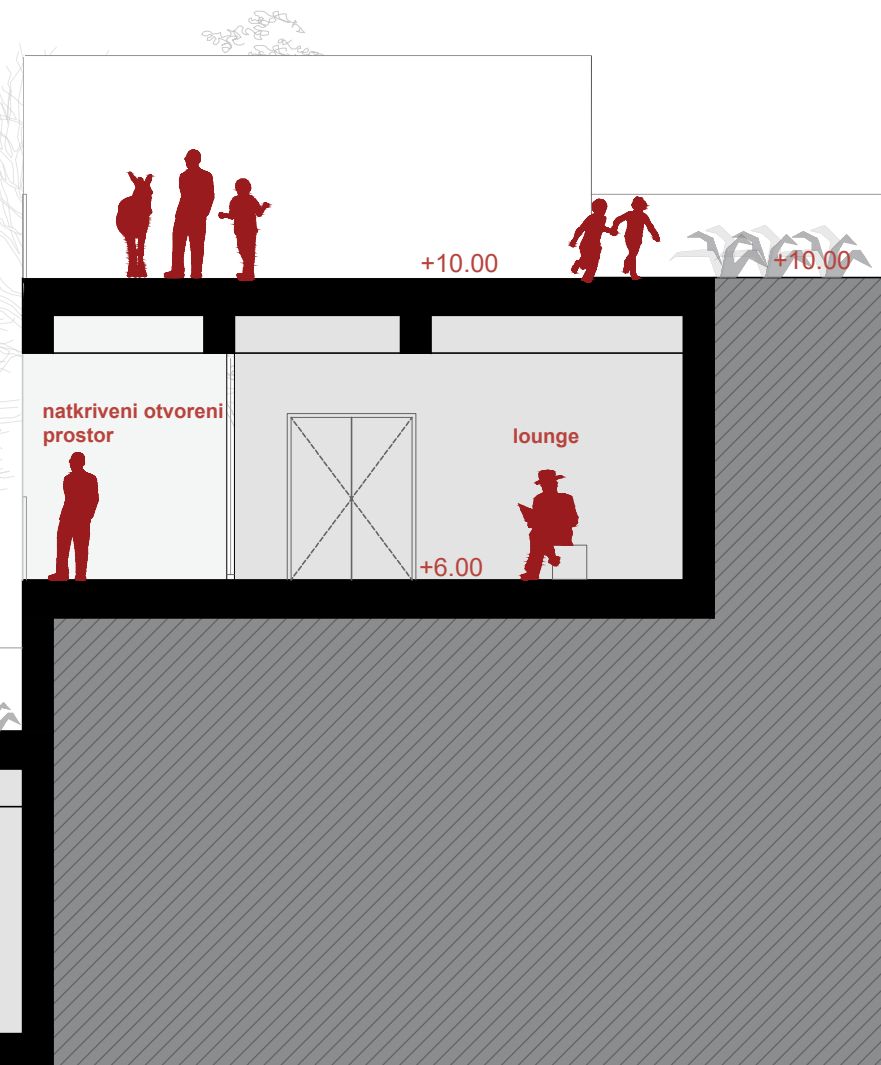 +10.00
+10.00
natkriveni otvoreni
prostor
lounge
+6.00